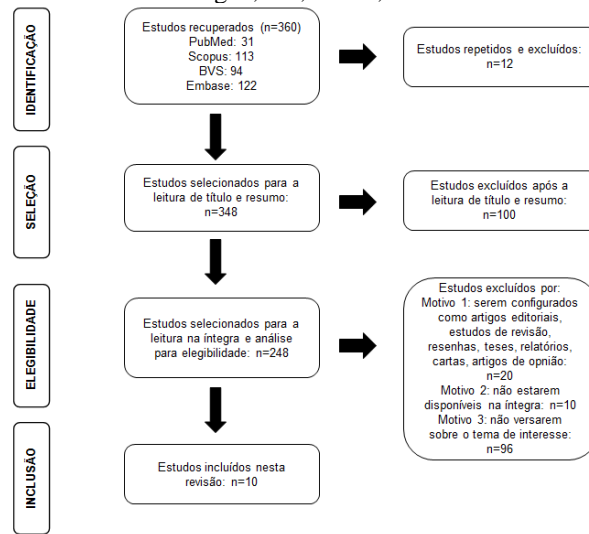 IDENTIFICAÇÃO
Estudos recuperados (n=360)
PubMed: 31
Scopus: 113
BVS: 94
Embase: 122
Estudos repetidos e excluídos:
n=12
SELEÇÃO
Estudos selecionados para a
leitura de título e resumo:
n=348
Estudos excluídos após a
leitura de título e resumo:
n=100
ELEGIBILIDADE
Estudos selecionados para a
leitura na íntegra e análise
para elegibilidade: n=248
Estudos excluídos por:
Motivo 1: serem configurados
como artigos editoriais,
estudos de revisão,
resenhas, teses, relatórios,
cartas, artigos de opnião:
n=20
Motivo 2: não estarem
disponíveis na íntegra: n=10
Motivo 3: não versarem
sobre o tema de interesse:
n=96
INCLUSÃO
Estudos incluídos nesta
revisão: n=10